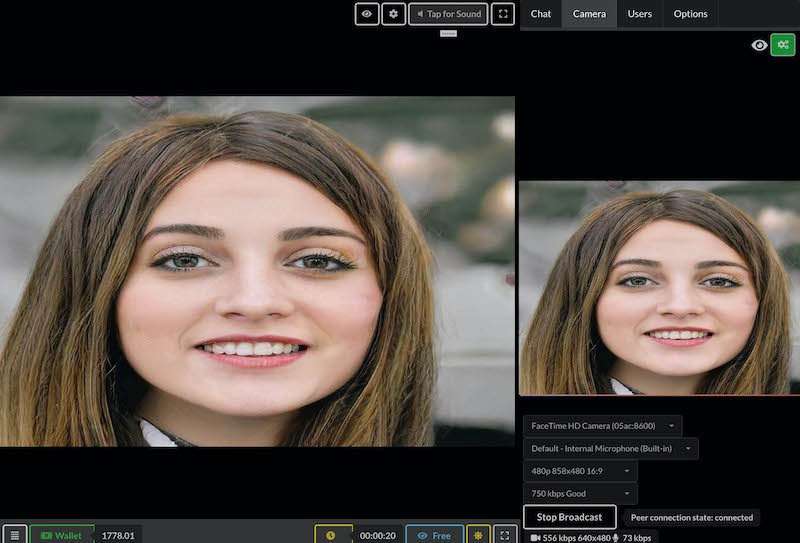 Tap for Sound
Chat Camera Users Options
FaceTime HD Camera (05ac:8600)
Default - Internal Microphone (Built-in)
480p 858x480 16:9
750 kbps Good
Stop Broadcast Peer connection state: connected
Wallet 1778.01 00:00:20 Free 556 kbps 640x480 73 kbps